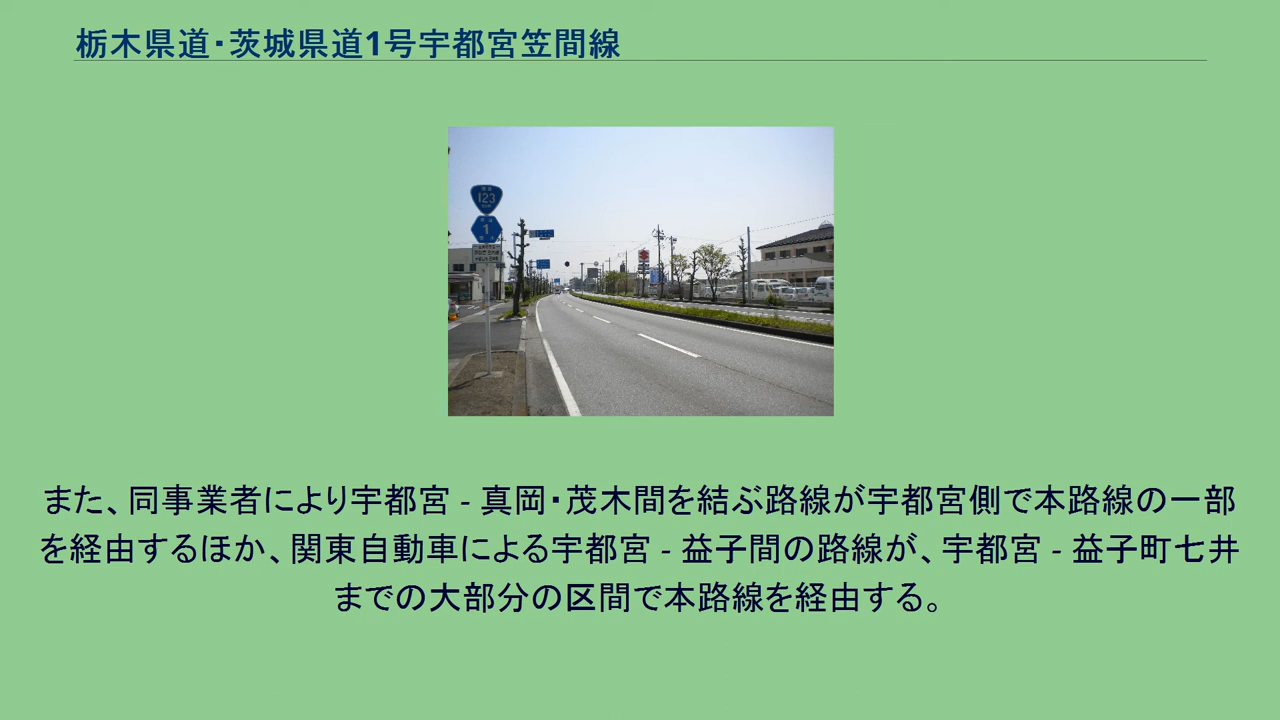 栃木県道・茨城県道1号宇都宮笠間線
123
1
また、同事業者により宇都宮 - 真岡・茂木間を結ぶ路線が宇都宮側で本路線の一部
を経由するほか、関東自動車による宇都宮 - 益子間の路線が、宇都宮 - 益子町七井
までの大部分の区間で本路線を経由する。